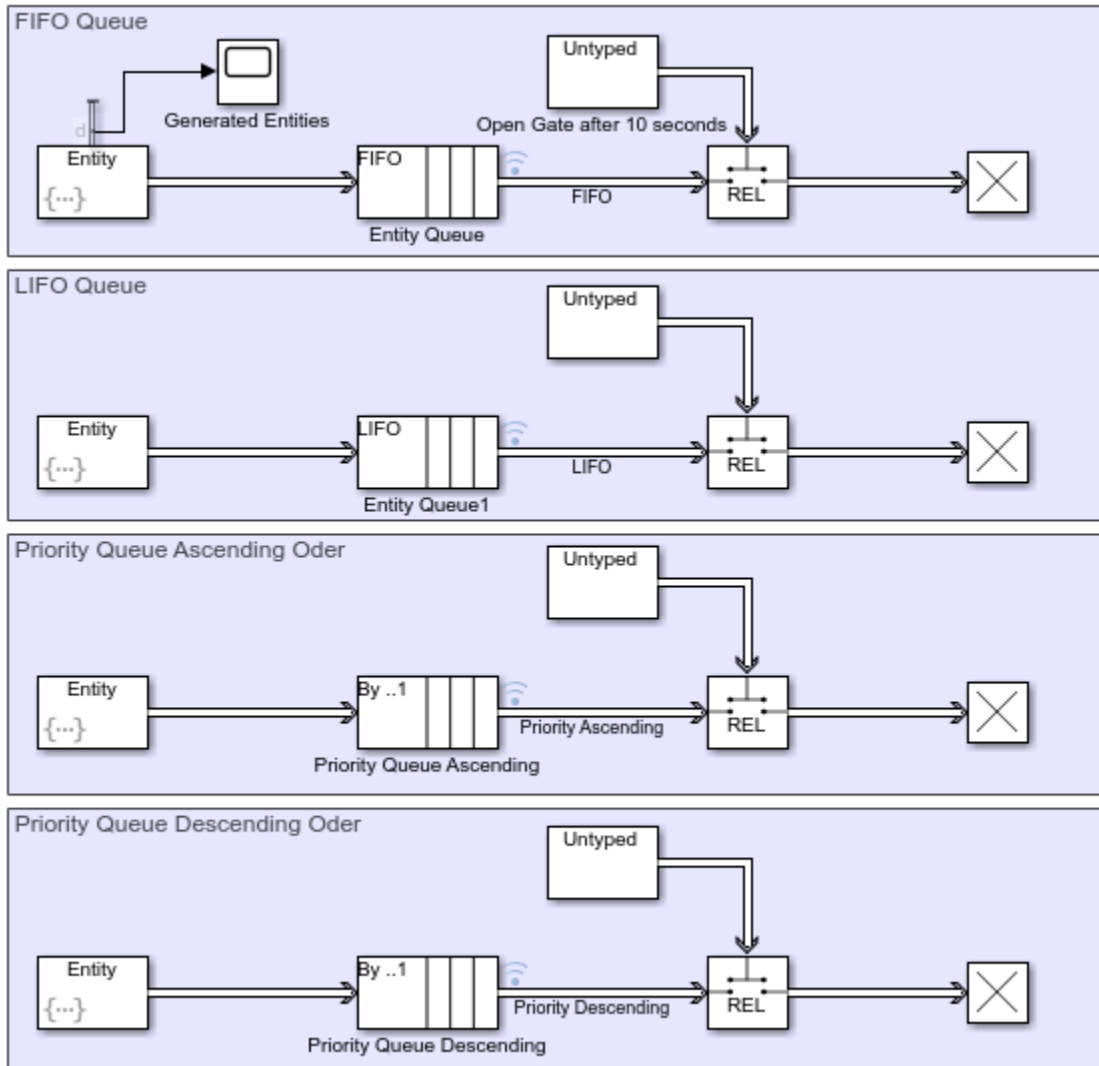 FIFO Queue
Untyped
d
Generated Entities
Open Gate after 10 seconds
Entity
{...}
FIFO
FIFO
REL
Entity Queue
LIFO Queue
Untyped
Entity
{...}
LIFO
LIFO
REL
Entity Queue1
Priority Queue Ascending Oder
Untyped
Entity
{...}
By ..1
Priority Ascending
REL
Priority Queue Ascending
Priority Queue Descending Oder
Untyped
Entity
{...}
By ..1
Priority Descending
REL
Priority Queue Descending